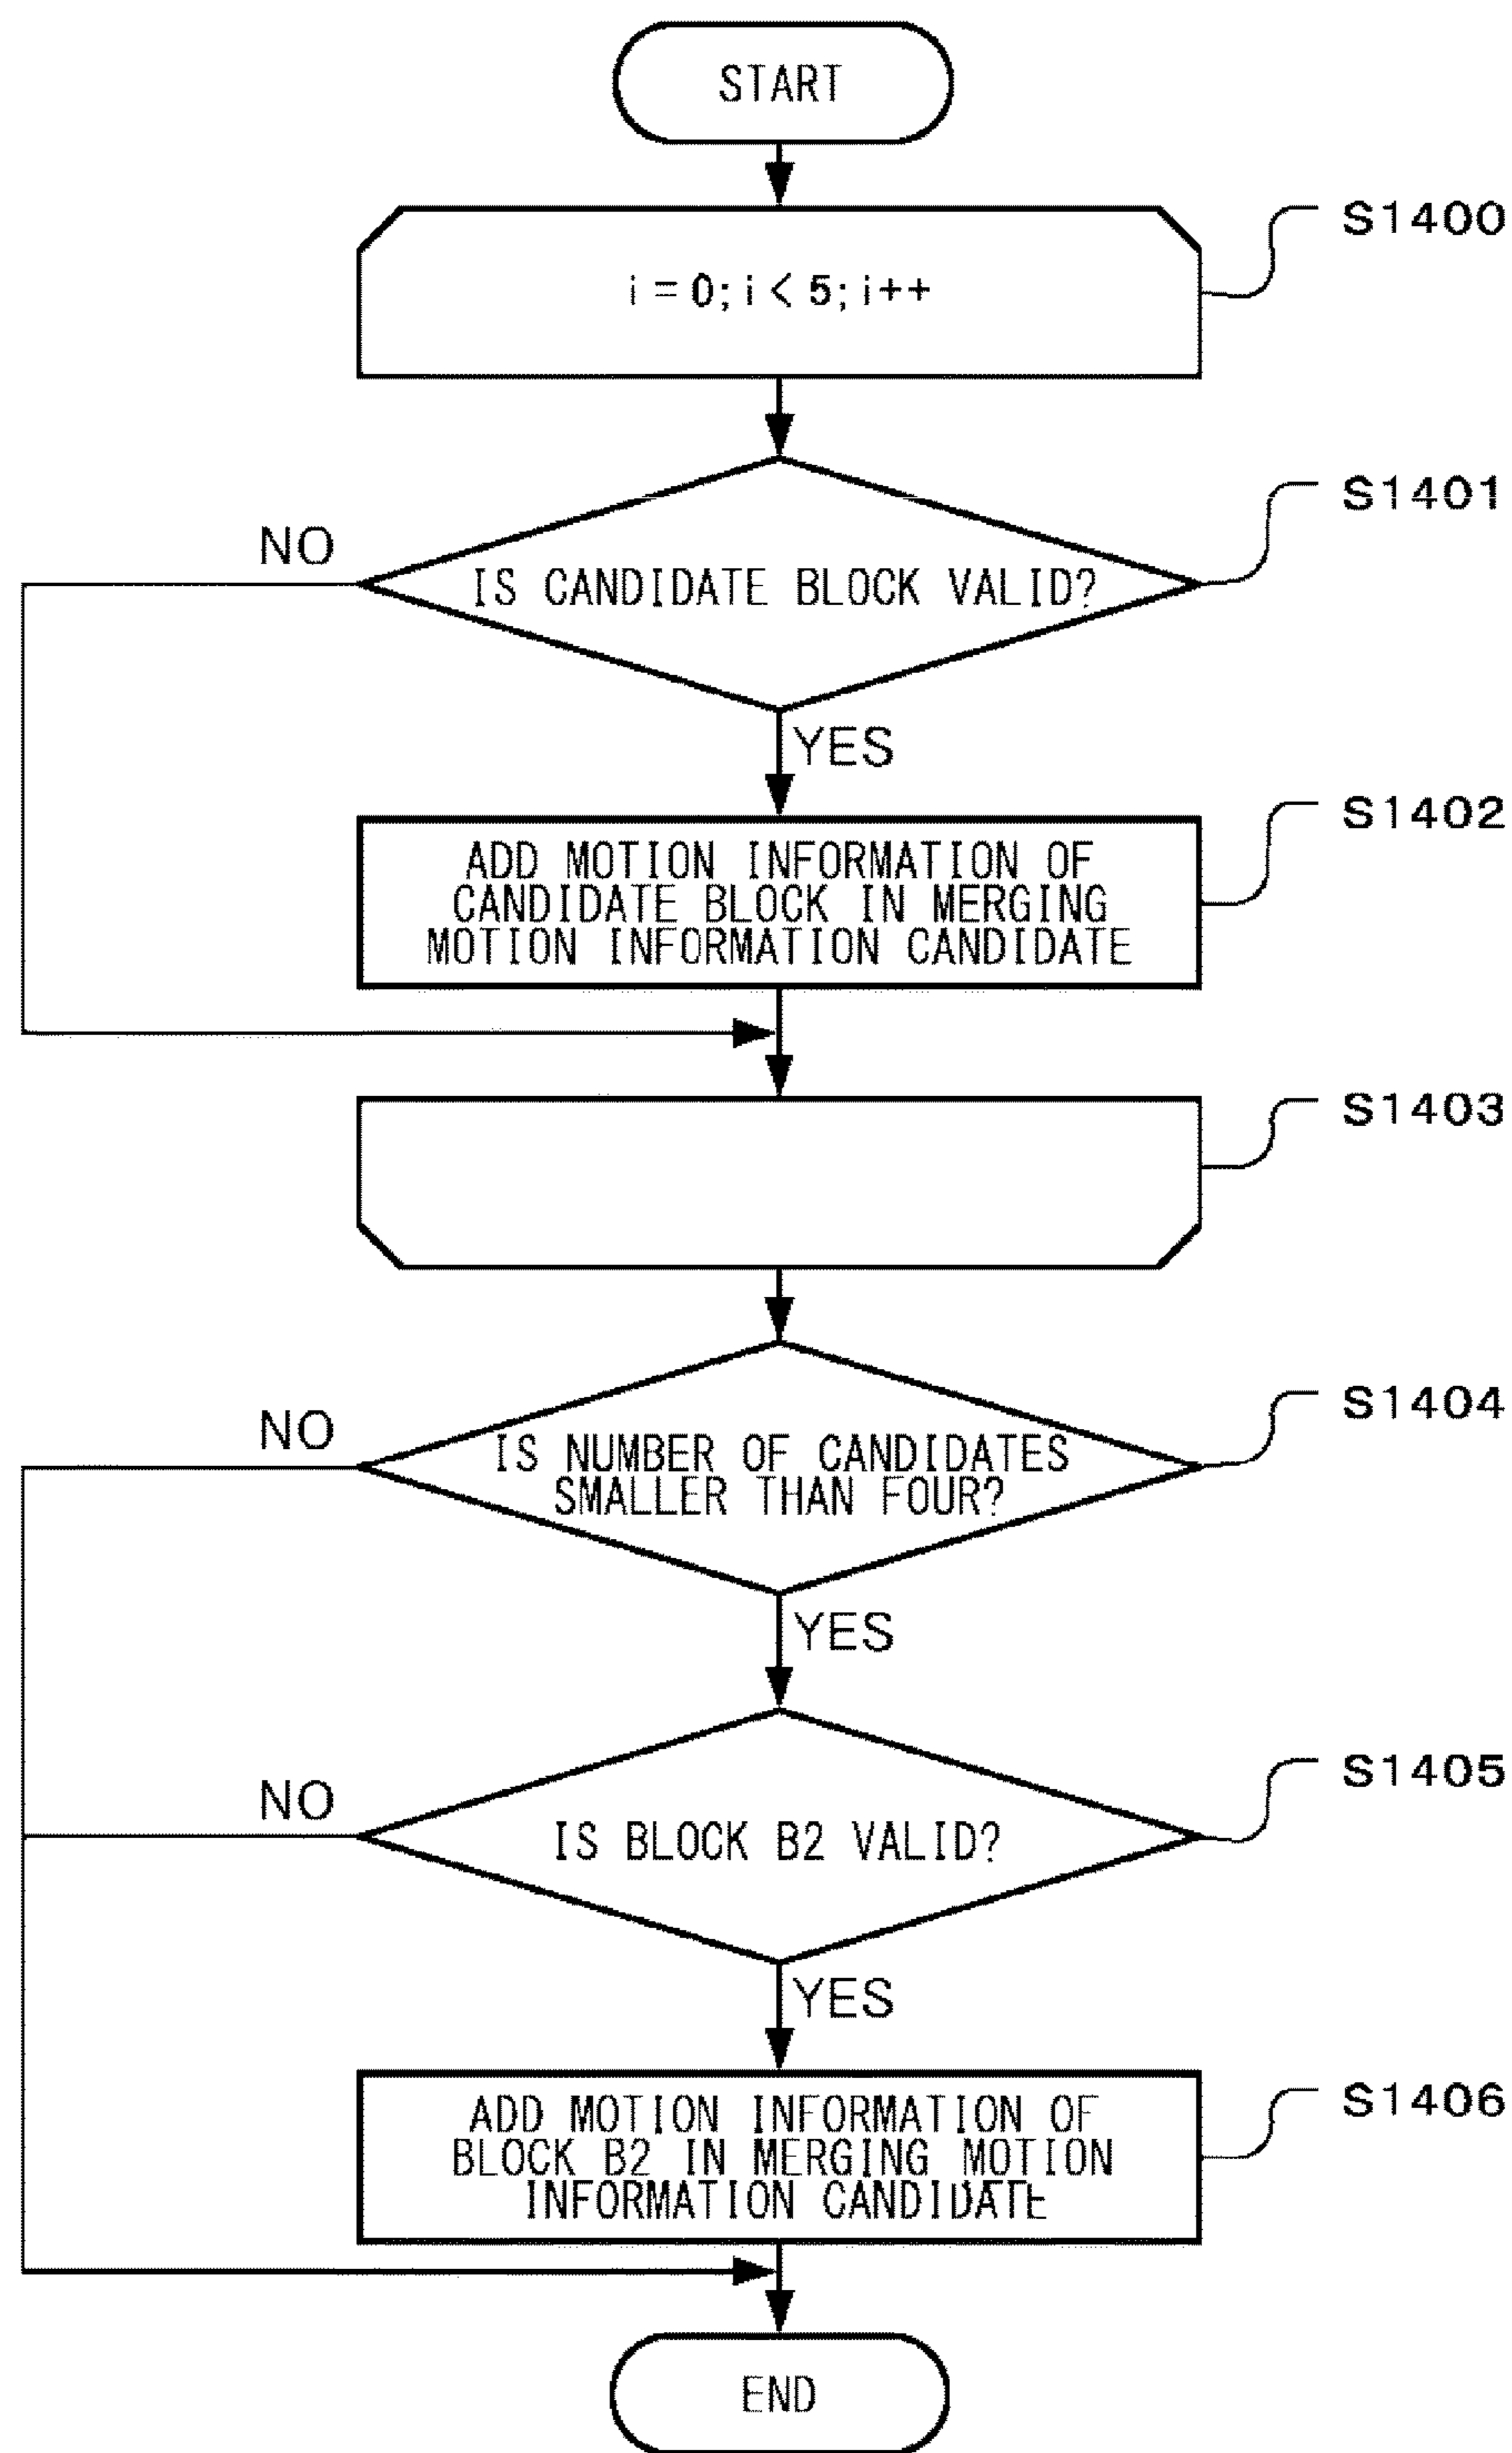 START
S1400
i=0;i<5;i++
S1401
NO
IS CANDIDATE BLOCK VALID?
YES
S1402
ADD MOTION INFORMATION OF
CANDIDATE BLOCK IN MERGING
MOTION INFORMATION CANDIDATE
S1403
S1404
NO
IS NUMBER OF CANDIDATES
SMALLER THAN FOUR?
YES
S1405
NO
IS BLOCK B2 VALID?
YES
S1406
ADD MOTION INFORMATION OF
BLOCK B2 IN MERGING MOTION
INFORMATION CANDIDATE
END